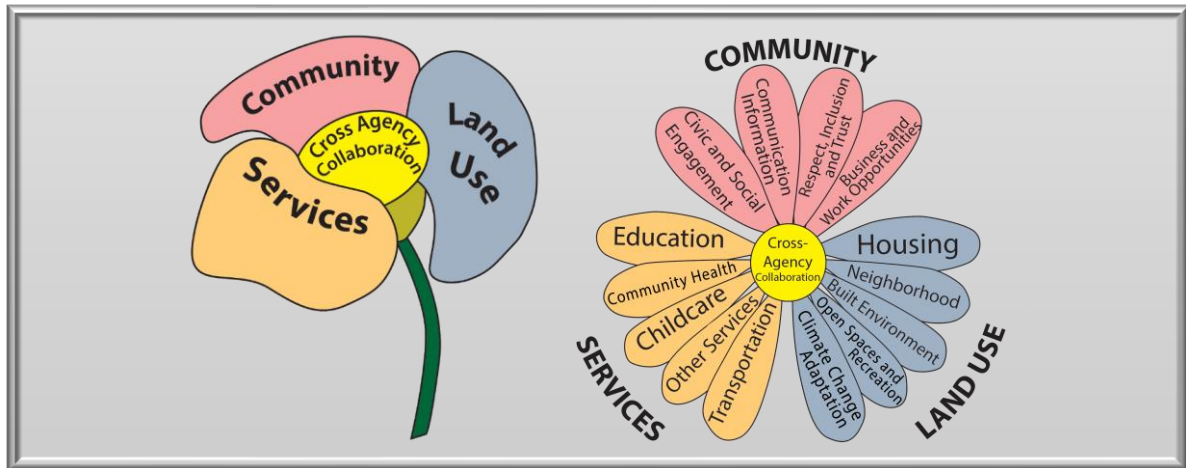 Community
Land
Use
Cross Agency
Collaboration
Services
COMMUNITY
Civic and Social
Engagement
Communication
Information
Respect, Inclusion
and Trust
Business and
Work Opportunities
Cross-
Agency
Collaboration
Education
Community Health
Childcare
Other Services
Transportation
SERVICES
Housing
Neighborhood
Built Environment
Open Spaces and
Recreation
Climate Change
Adaptation
LAND USE